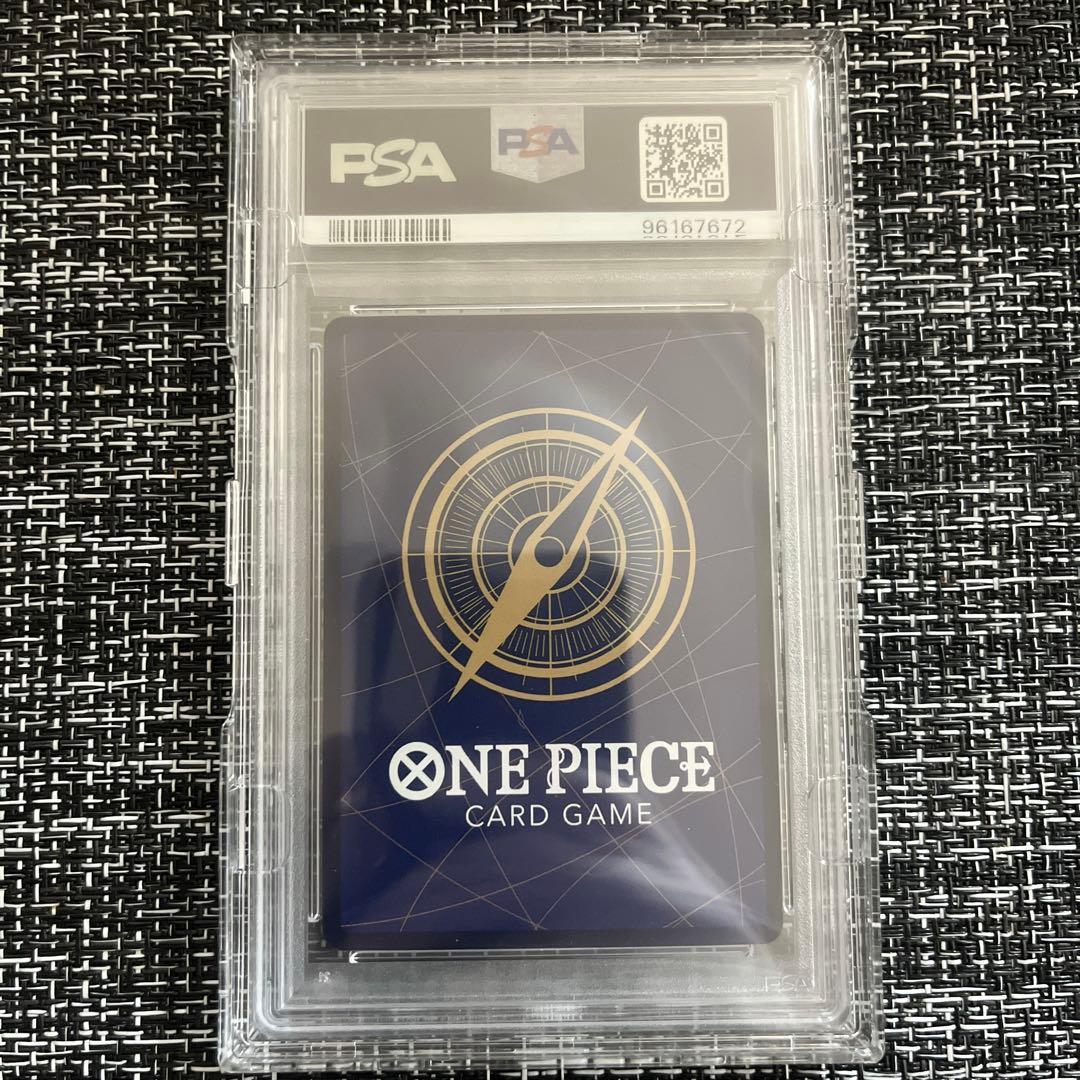 PSA
PSA
96167672
ONE PIECE
CARD GAME
PSA